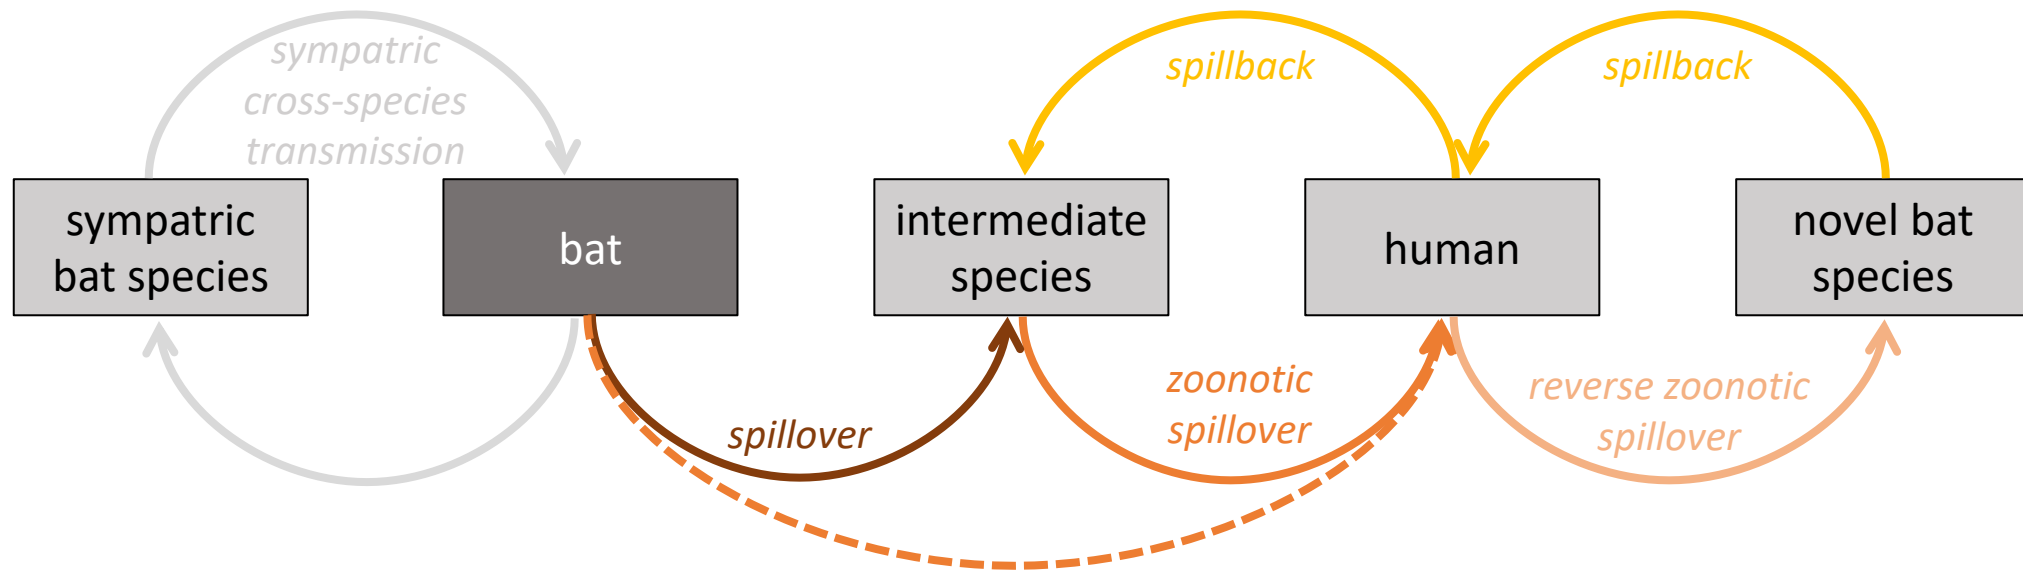 sympatric
cross-species
transmission
spillback
spillback
sympatric
bat species
bat
intermediate
species
human
novel bat
species
spillover
zoonotic
spillover
reverse zoonotic
spillover